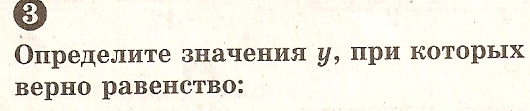 3
Определите значения y, при которых
верно равенство: